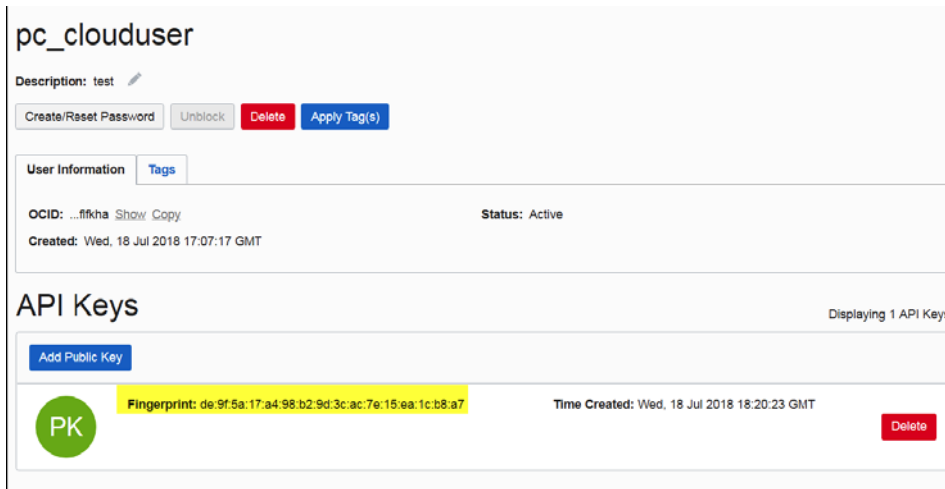 pc_clouduser
Description: test
Create/Reset Password Unblock Delete Apply Tag(s)
User Information Tags
OCID: ...flfkha Show Copy Status: Active
Created: Wed, 18 Jul 2018 17:07:17 GMT
API Keys
Displaying 1 API Keys
Add Public Key
PK Fingerprint: de:9f:5a:17:a4:98:b2:9d:3c:ac:7e:15:ea:1c:b8:a7 Time Created: Wed, 18 Jul 2018 18:20:23 GMT
Delete